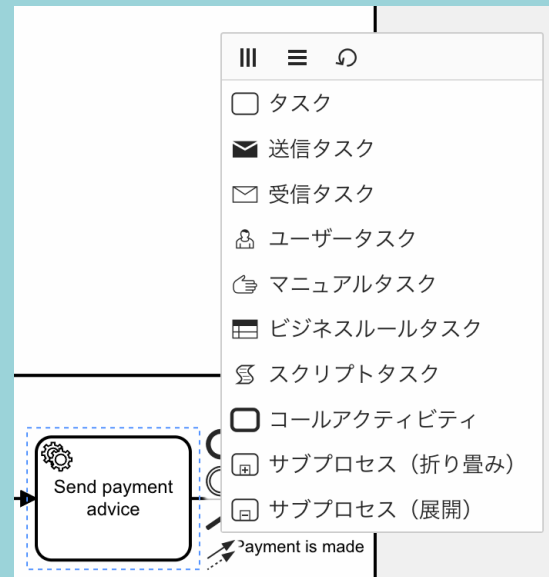 タスク
送信タスク
受信タスク
ユーザータスク
マニュアルタスク
ビジネスルールタスク
スクリプトタスク
コールアクティビティ
サブプロセス（折り畳み）
サブプロセス（展開）
Send payment
advice
Payment is made